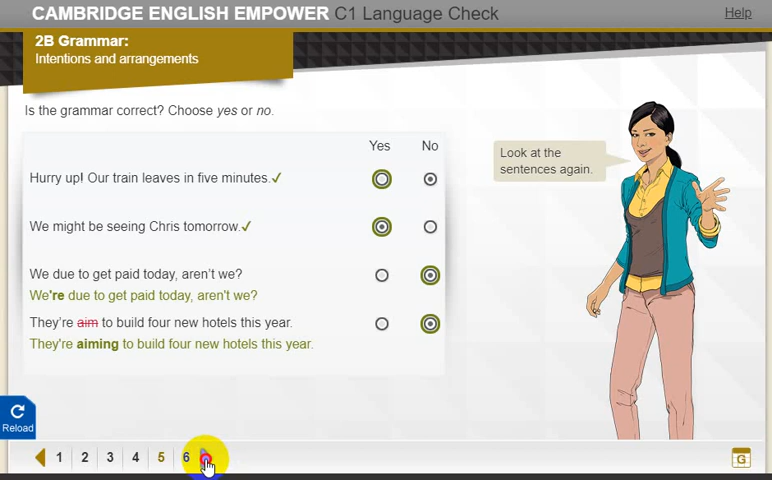 CAMBRIDGE ENGLISH EMPOWER C1 Language Check
Help
2B Grammar:
Intentions and arrangements
Is the grammar correct? Choose yes or no.
Yes No
Hurry up! Our train leaves in five minutes.✓
We might be seeing Chris tomorrow.✓
We due to get paid today, aren't we?
We're due to get paid today, aren't we?
They're aim to build four new hotels this year.
They're aiming to build four new hotels this year.
Look at the
sentences again.
Reload
1 2 3 4 5 6
G